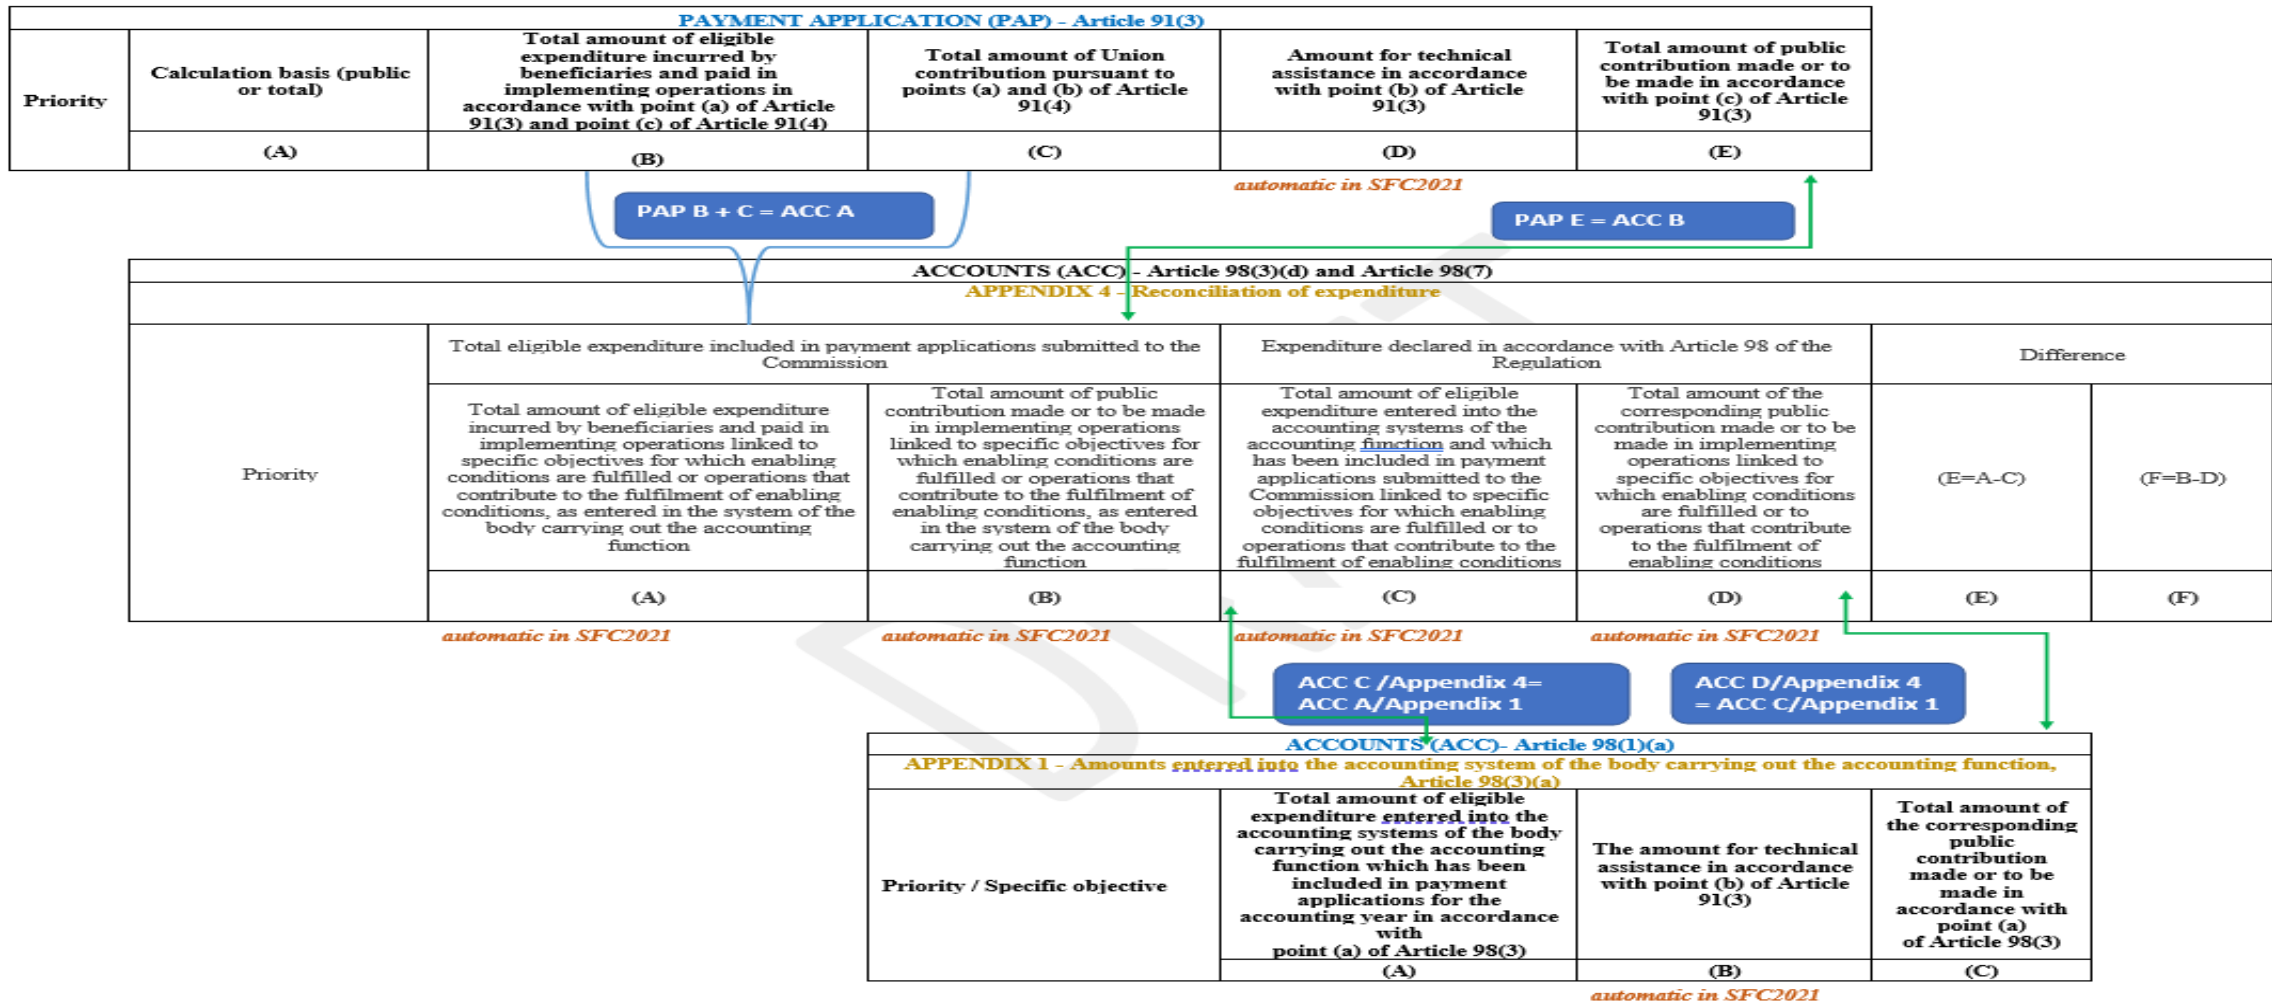 PAYMENT APPLICATION (PAP) - Article 91(3)
Priority
Calculation basis (public
or total)
Total amount of eligible
expenditure incurred by
beneficiaries and paid in
implementing operations in
accordance with point (a) of Article
91(3) and point (c) of Article 91(4)
Total amount of Union
contribution pursuant to
points (a) and (b) of Article
91(4)
Amount for technical
assistance in accordance
with point (b) of Article
91(3)
Total amount of public
contribution made or to
be made in accordance
with point (c) of Article
91(3)
(A)
(B)
(C)
(D)
(E)
automatic in SFC2021
PAP B + C = ACC A
PAP E = ACC B
ACCOUNTS (ACC) - Article 98(3)(d) and Article 98(7)
APPENDIX 4 - Reconciliation of expenditure
Priority
Total eligible expenditure included in payment applications submitted to the
Commission
Expenditure declared in accordance with Article 98 of the
Regulation
Difference
Total amount of eligible expenditure
incurred by beneficiaries and paid in
implementing operations linked to
specific objectives for which enabling
conditions are fulfilled or operations that
contribute to the fulfilment of enabling
conditions, as entered in the system of the
body carrying out the accounting
function
Total amount of public
contribution made or to be made
in implementing operations
linked to specific objectives for
which enabling conditions are
fulfilled or operations that
contribute to the fulfilment of
enabling conditions, as entered
in the system of the body
carrying out the accounting
function
Total amount of eligible
expenditure entered into the
accounting systems of the
accounting function and which
has been included in payment
applications submitted to the
Commission linked to specific
objectives for which enabling
conditions are fulfilled or to
operations that contribute to the
fulfilment of enabling conditions
Total amount of the
corresponding public
contribution made or to be
made in implementing
operations linked to
specific objectives for
which enabling conditions
are fulfilled or to
operations that contribute
to the fulfilment of
enabling conditions
(E=A-C)
(F=B-D)
(A)
(B)
(C)
(D)
(E)
(F)
automatic in SFC2021
automatic in SFC2021
automatic in SFC2021
automatic in SFC2021
ACC C /Appendix 4=
ACC A/Appendix 1
ACC D/Appendix 4
= ACC C/Appendix 1
ACCOUNTS (ACC)- Article 98(1)(a)
APPENDIX 1 - Amounts entered into the accounting system of the body carrying out the accounting function,
Article 98(3)(a)
Priority / Specific objective
Total amount of eligible
expenditure entered into the
accounting systems of the body
carrying out the accounting
function which has been
included in payment
applications for the
accounting year in accordance
with
point (a) of Article 98(3)
The amount for technical
assistance in accordance
with point (b) of Article
91(3)
Total amount of
the corresponding
public
contribution
made or to be
made in
accordance with
point (a)
of Article 98(3)
(A)
(B)
(C)
automatic in SFC2021
DRAFT